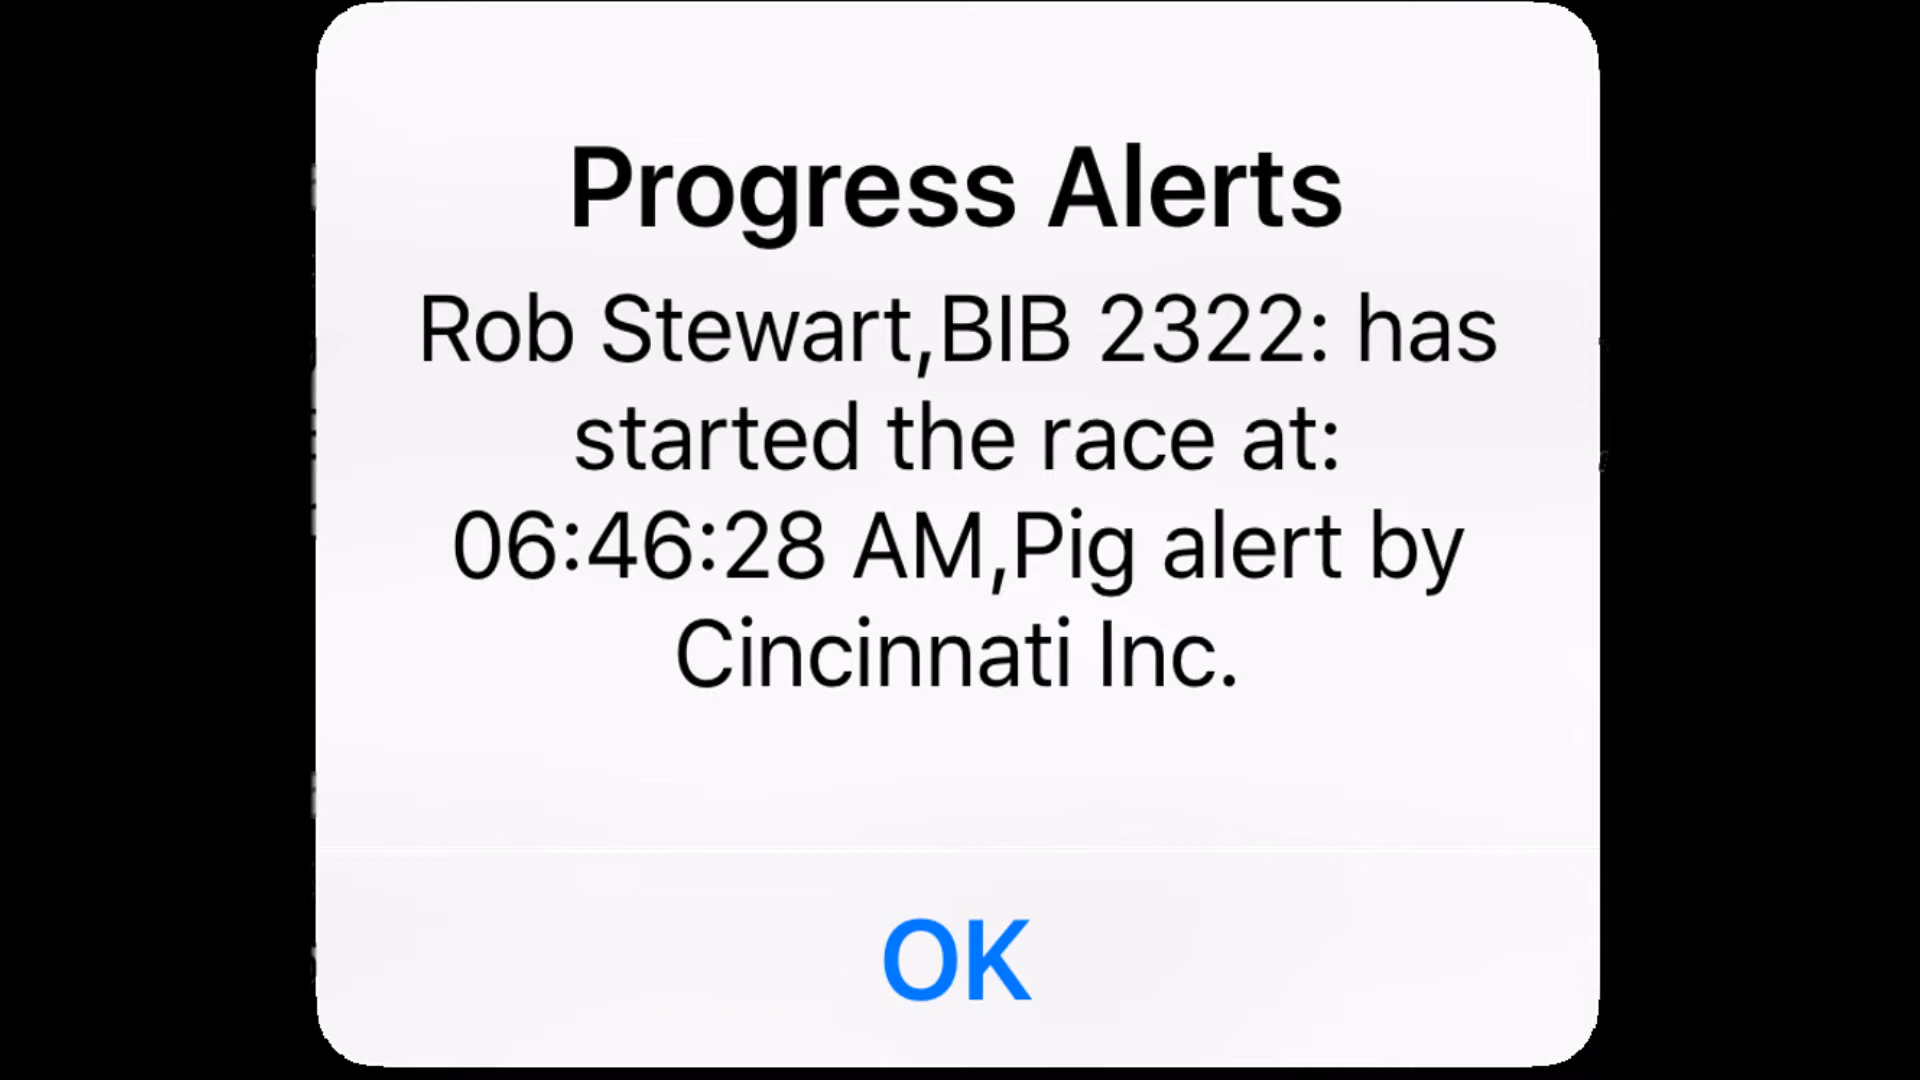 Progress Alerts
Rob Stewart,BIB 2322: has
started the race at:
06:46:28 AM,Pig alert by
Cincinnati Inc.
OK